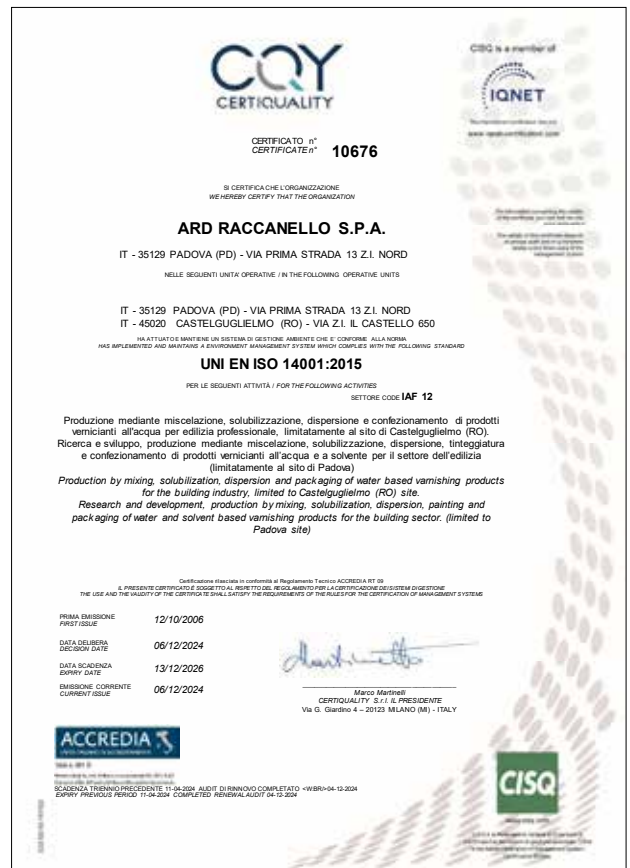 CQY
CERTIQUALITY
CISQ is a member of
IQNET
CERTIFICATO n°
CERTIFICATE n° 10676
SI CERTIFICA CHE L'ORGANIZZAZIONE
WE HEREBY CERTIFY THAT THE ORGANIZATION
ARD RACCANELLO S.P.A.
IT - 35129 PADOVA (PD) - VIA PRIMA STRADA 13 Z.I. NORD
NELLE SEGUENTI UNITA' OPERATIVE / IN THE FOLLOWING OPERATIVE UNITS
IT - 35129 PADOVA (PD) - VIA PRIMA STRADA 13 Z.I. NORD
IT - 45020 CASTELGUGLIELMO (RO) - VIA Z.I. IL CASTELLO 650
HA ATTUATO E MANTIENE UN SISTEMA DI GESTIONE AMBIENTE CHE E' CONFORME ALLA NORMA
HAS IMPLEMENTED AND MAINTAINS A ENVIRONMENT MANAGEMENT SYSTEM WHICH COMPLIES WITH THE FOLLOWING STANDARD
UNI EN ISO 14001:2015
PER LE SEGUENTI ATTIVITÀ / FOR THE FOLLOWING ACTIVITIES
SETTORE CODE IAF 12
Produzione mediante miscelazione, solubilizzazione, dispersione e confezionamento di prodotti
vernicianti all'acqua per edilizia professionale, limitatamente al sito di Castelguglielmo (RO).
Ricerca e sviluppo, produzione mediante miscelazione, solubilizzazione, dispersione, tinteggiatura
e confezionamento di prodotti vernicianti all'acqua e a solvente per il settore dell'edilizia
(limitatamente al sito di Padova)
Production by mixing, solubilization, dispersion and packaging of water based varnishing products
for the building industry, limited to Castelguglielmo (RO) site.
Research and development, production by mixing, solubilization, dispersion, painting and
packaging of water and solvent based varnishing products for the building sector. (limited to
Padova site)
Certificazione rilasciata in conformità al Regolamento Tecnico ACCREDIA RT 09
IL PRESENTE CERTIFICATO È SOGGETTO AL RISPETTO DEL REGOLAMENTO PER LA CERTIFICAZIONE DEI SISTEMI DI GESTIONE
THE USE AND THE VALIDITY OF THE CERTIFICATE SHALL SATISFY THE REQUIREMENTS OF THE RULES FOR THE CERTIFICATION OF MANAGEMENT SYSTEMS
PRIMA EMISSIONE
FIRST ISSUE 12/10/2006
DATA DELIBERA
DECISION DATE 06/12/2024
DATA SCADENZA
EXPIRY DATE 13/12/2026
EMISSIONE CORRENTE
CURRENT ISSUE 06/12/2024
Marco Martinelli
CERTIQUALITY S.r.l. IL PRESIDENTE
Via G. Giardino 4 – 20123 MILANO (MI) - ITALY
ACCREDIA
SCADENZA TRIENNIO PRECEDENTE 11-04-2024 AUDIT DI RINNOVO COMPLETATO <WBR/>04-12-2024
EXPIRY PREVIOUS PERIOD 11-04-2024 COMPLETED RENEWAL AUDIT 04-12-2024
CISQ